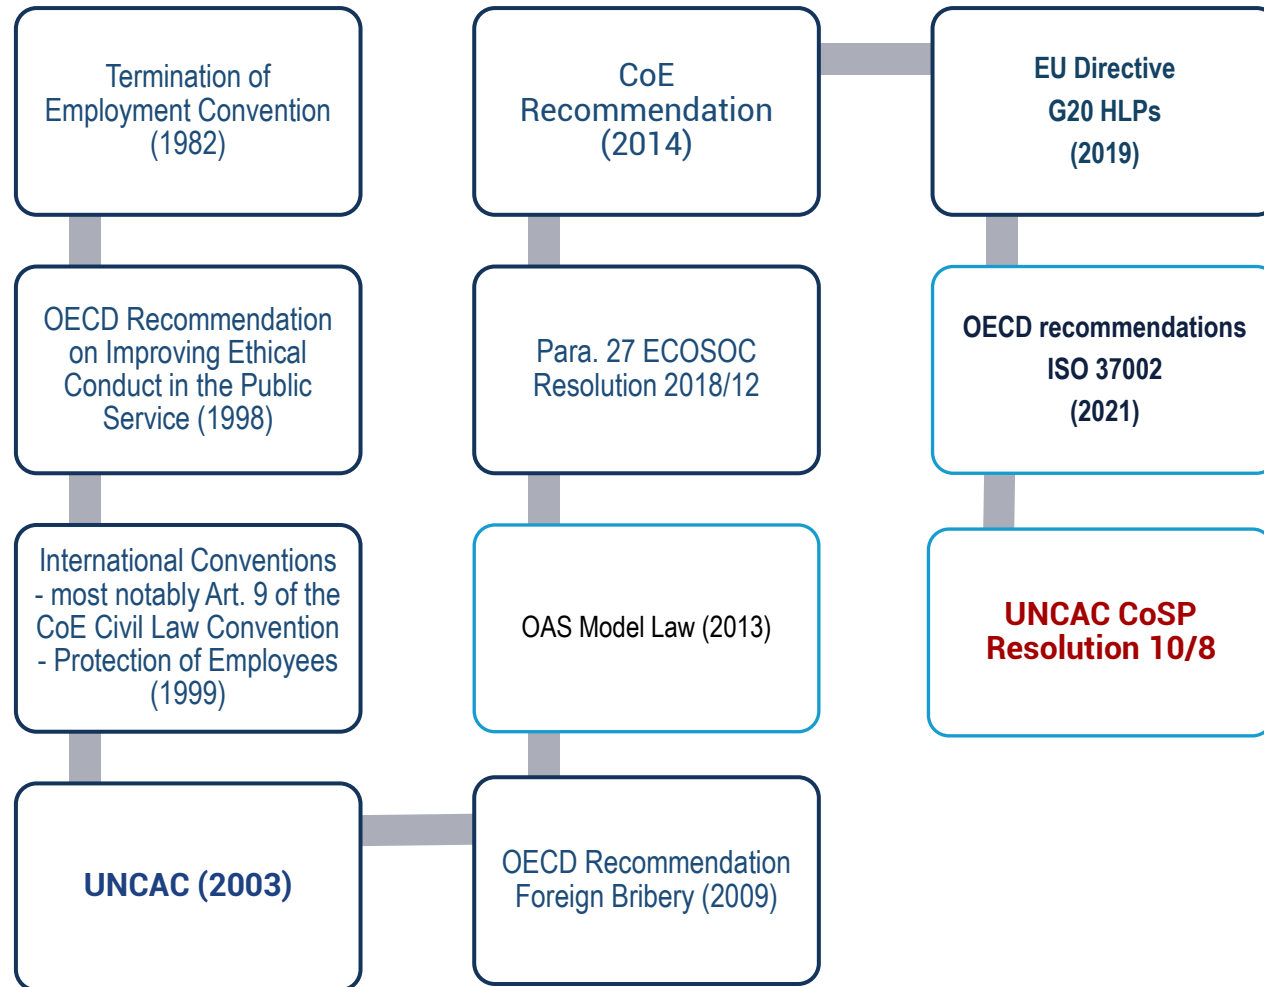 Termination of
Employment Convention
(1982)
OECD Recommendation
on Improving Ethical
Conduct in the Public
Service (1998)
International Conventions
- most notably Art. 9 of the
CoE Civil Law Convention
- Protection of Employees
(1999)
UNCAC (2003)
OECD Recommendation
Foreign Bribery (2009)
OAS Model Law (2013)
Para. 27 ECOSOC
Resolution 2018/12
CoE
Recommendation
(2014)
EU Directive
G20 HLPs
(2019)
OECD recommendations
ISO 37002
(2021)
UNCAC CoSP
Resolution 10/8